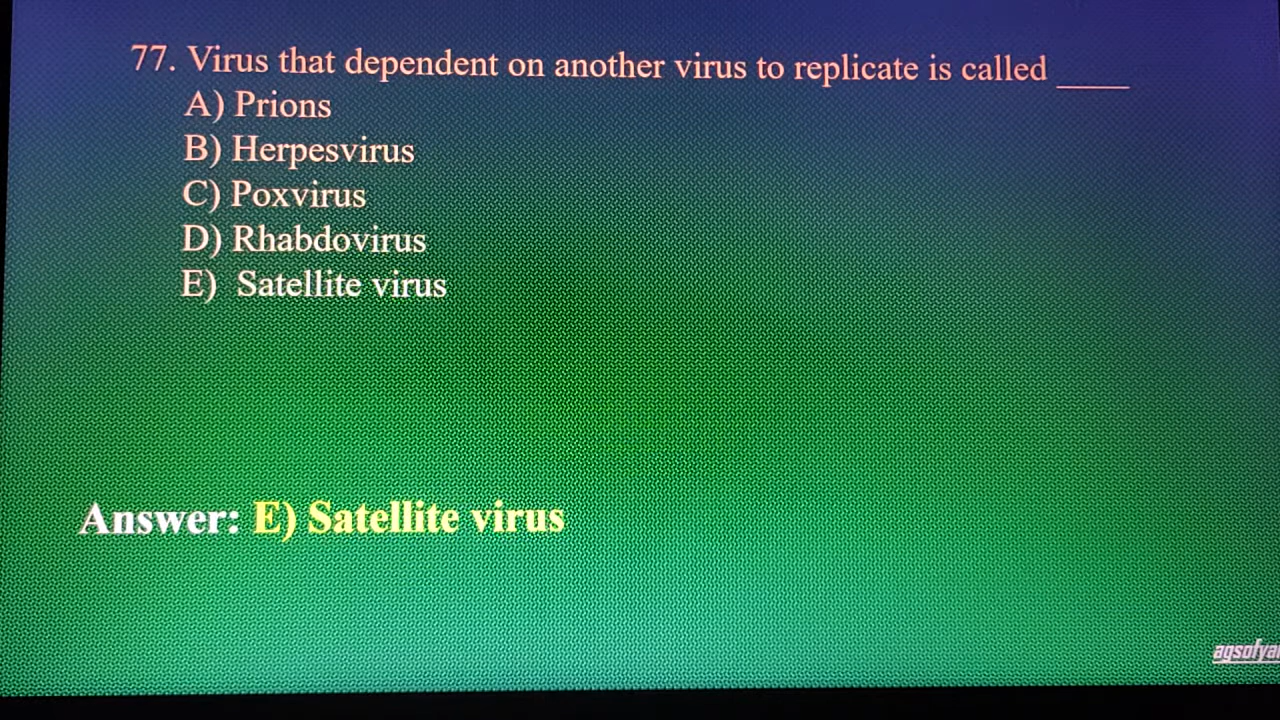 77. Virus that dependent on another virus to replicate is called ____
A) Prions
B) Herpesvirus
C) Poxvirus
D) Rhabdovirus
E) Satellite virus
Answer: E) Satellite virus